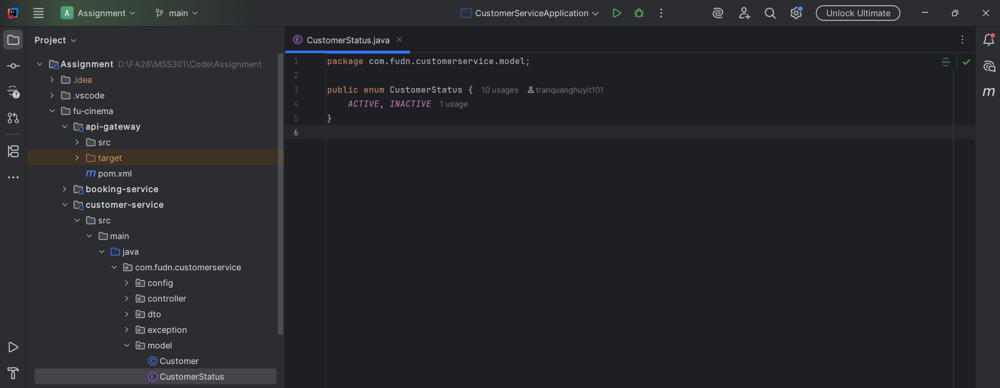 A Assignment main CustomerServiceApplication Unlock Ultimate
Project
CustomerStatus.java
Assignment D:\FA26\MSS301\Code\Assignment
.idea
.vscode
fu-cinema
api-gateway
src
target
m pom.xml
booking-service
customer-service
src
main
java
com.fudn.customerservice
config
controller
dto
exception
model
C Customer
E CustomerStatus
1 package com.fudn.customerservice.model;
2
3 public enum CustomerStatus { 10 usages tranquanghuyit101
4 ACTIVE, INACTIVE 1 usage
5 }
6
m